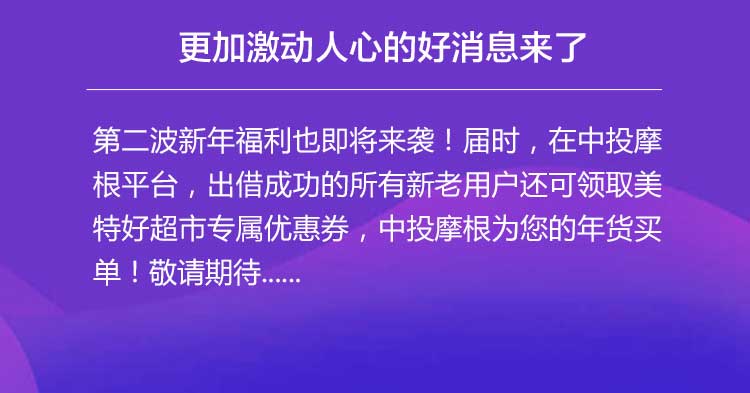 更加激动人心的好消息来了
第二波新年福利也即将来袭！届时，在中投摩
根平台，出借成功的所有新老用户还可领取美
特好超市专属优惠券，中投摩根为您的年货买
单！敬请期待......